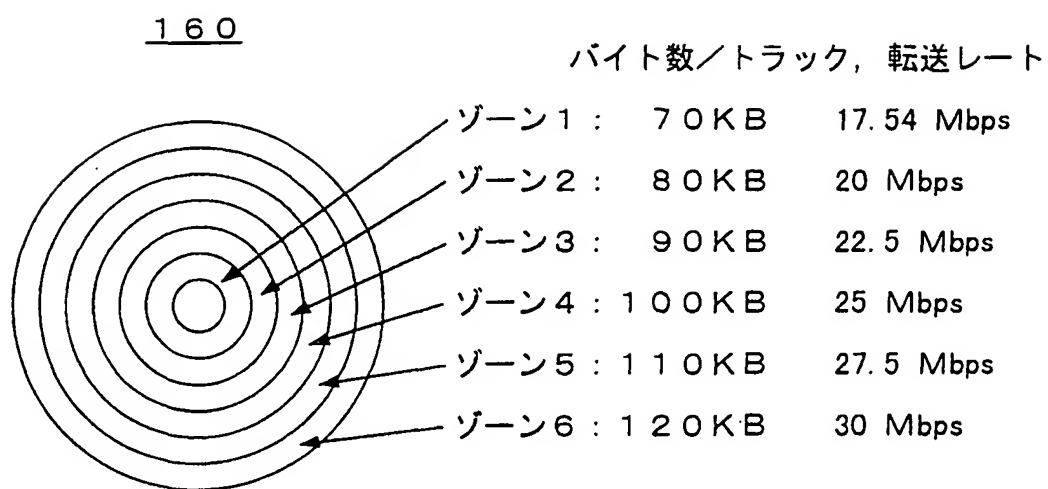 １６０
バイト数／トラック，転送レート
ゾーン１：　７０ＫＢ　17.54 Mbps
ゾーン２：　８０ＫＢ　20 Mbps
ゾーン３：　９０ＫＢ　22.5 Mbps
ゾーン４：１００ＫＢ　25 Mbps
ゾーン５：１１０ＫＢ　27.5 Mbps
ゾーン６：１２０ＫＢ　30 Mbps